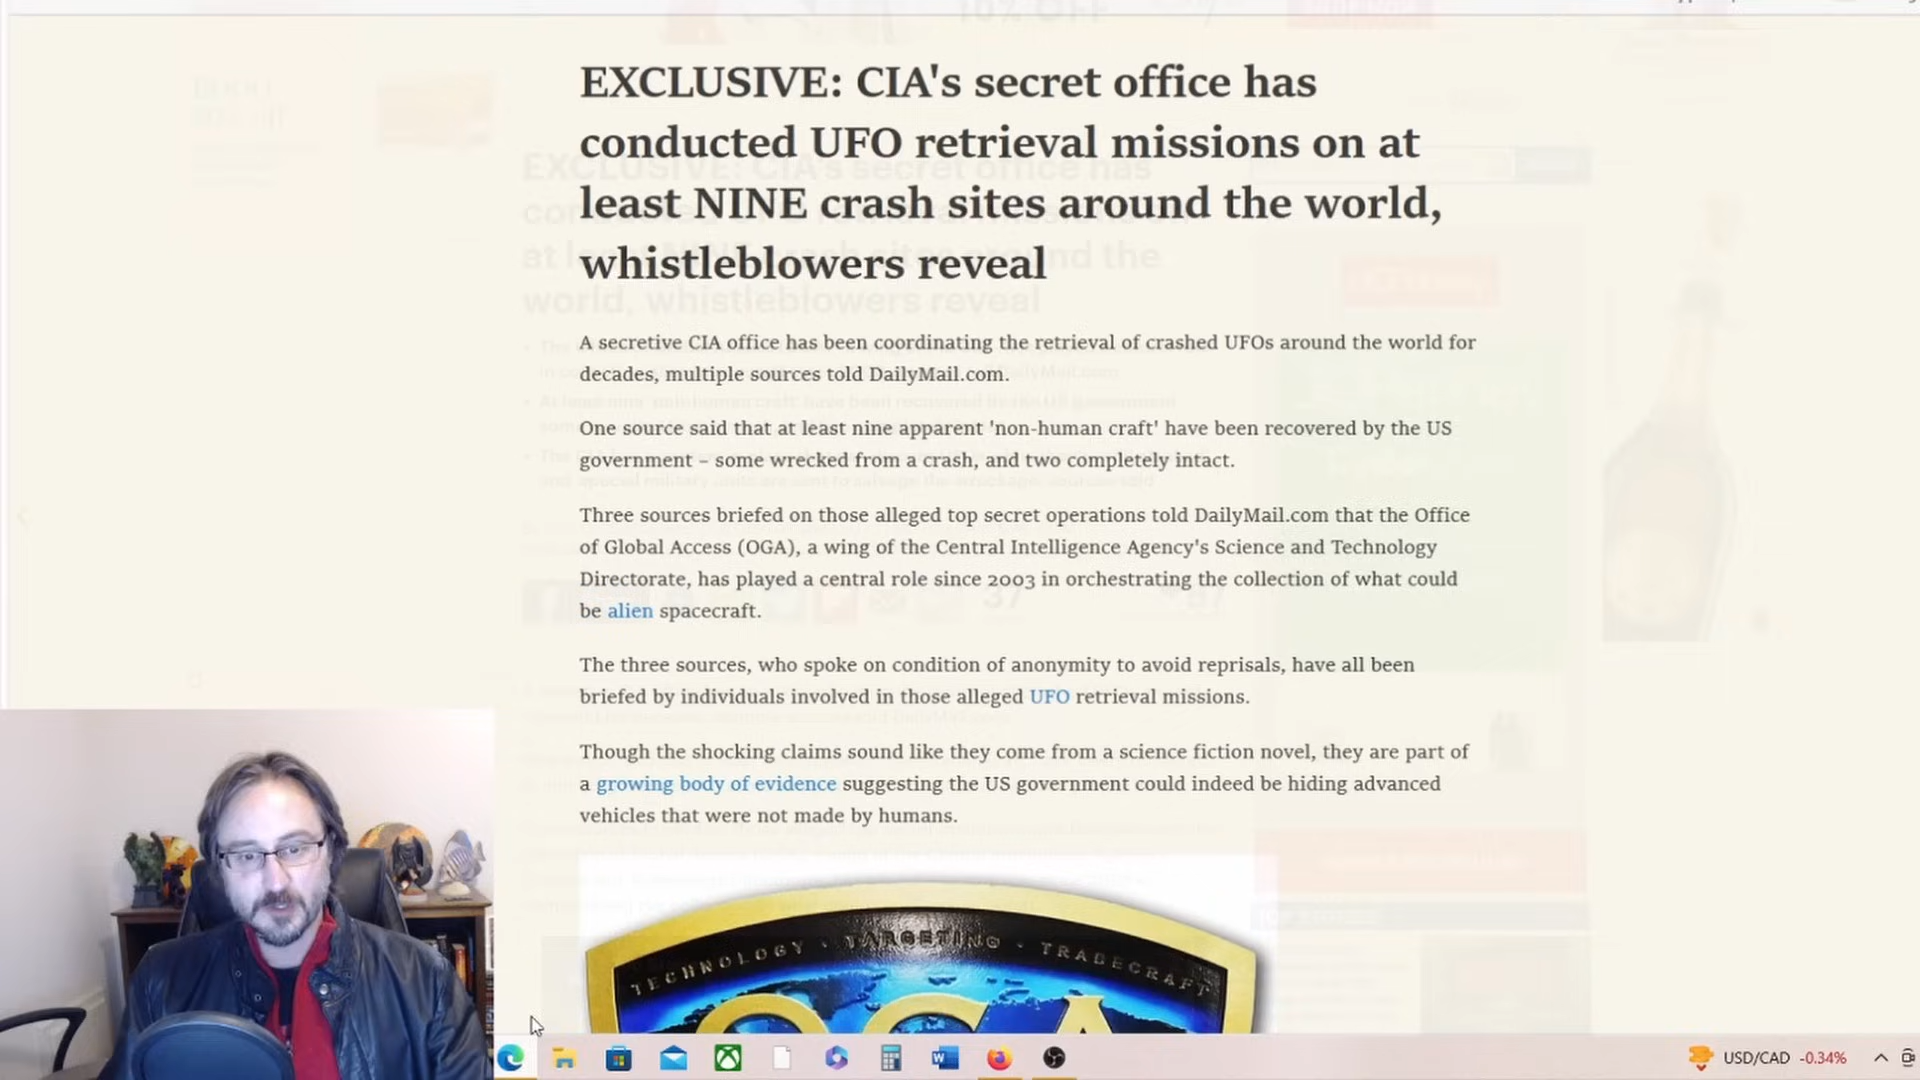 EXCLUSIVE: CIA's secret office has
conducted UFO retrieval missions on at
least NINE crash sites around the world,
whistleblowers reveal
A secretive CIA office has been coordinating the retrieval of crashed UFOs around the world for
decades, multiple sources told DailyMail.com.
One source said that at least nine apparent 'non-human craft' have been recovered by the US
government – some wrecked from a crash, and two completely intact.
Three sources briefed on those alleged top secret operations told DailyMail.com that the Office
of Global Access (OGA), a wing of the Central Intelligence Agency's Science and Technology
Directorate, has played a central role since 2003 in orchestrating the collection of what could
be alien spacecraft.
The three sources, who spoke on condition of anonymity to avoid reprisals, have all been
briefed by individuals involved in those alleged UFO retrieval missions.
Though the shocking claims sound like they come from a science fiction novel, they are part of
a growing body of evidence suggesting the US government could indeed be hiding advanced
vehicles that were not made by humans.
TECHNOLOGY · TARGETING · TRADECRAFT
OGA
USD/CAD -0.34%